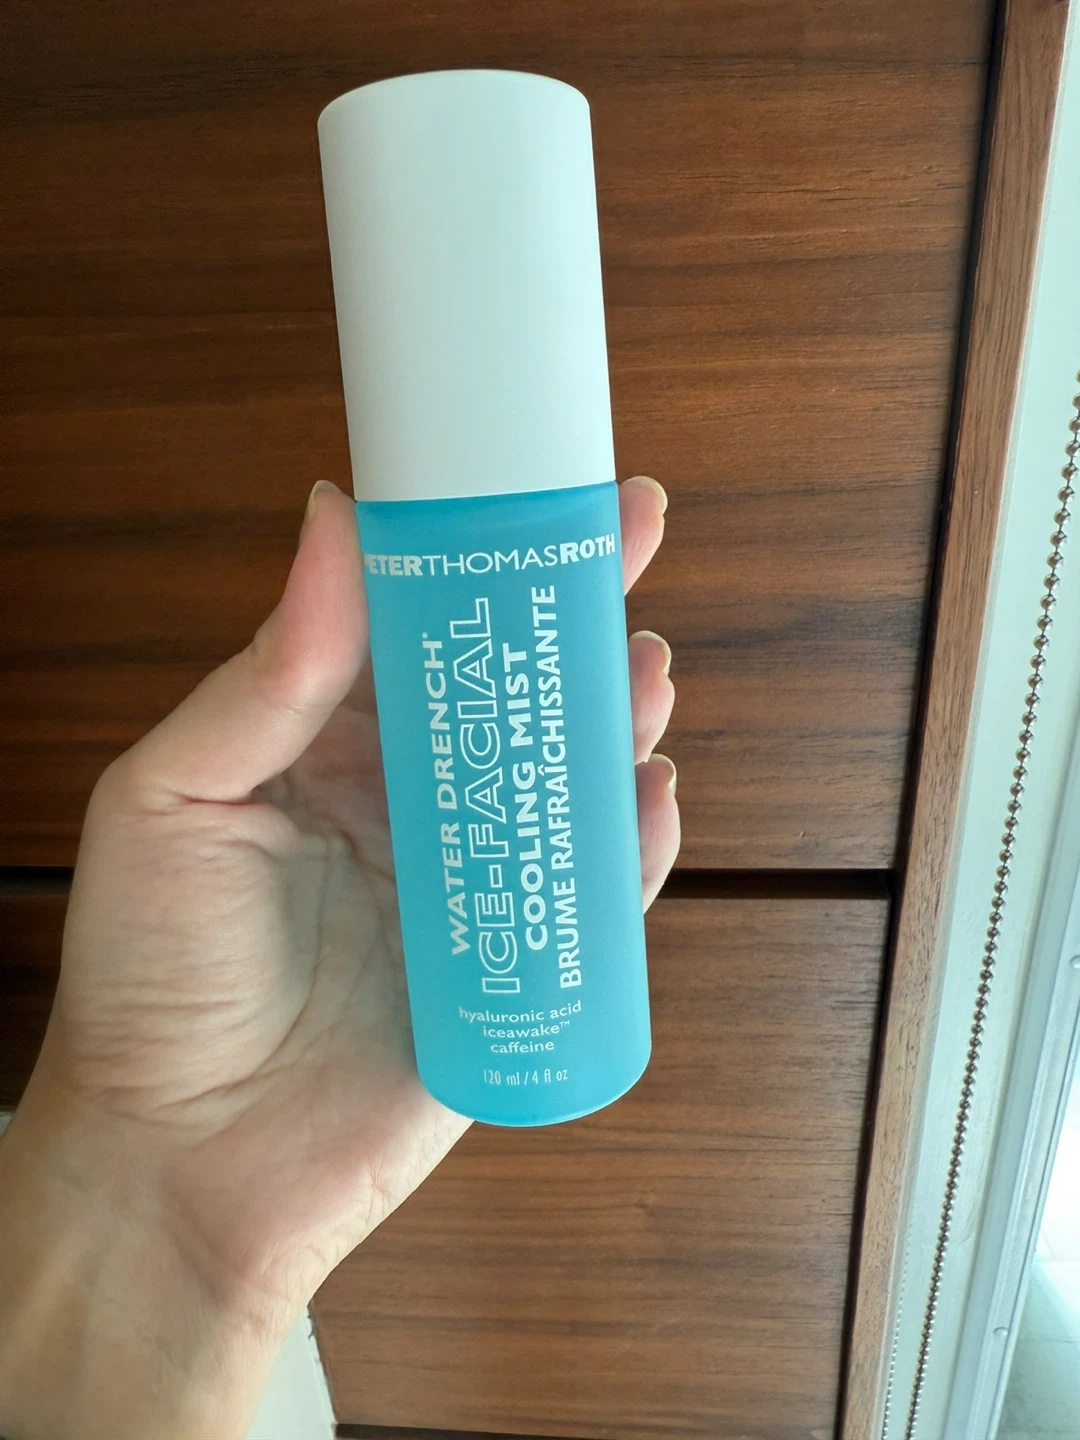 PETERTHOMASROTH
WATER DRENCH®
ICE-FACIAL
COOLING MIST
BRUME RAFRAÎCHISSANTE
hyaluronic acid
iceawake™
caffeine
120 ml / 4 fl oz